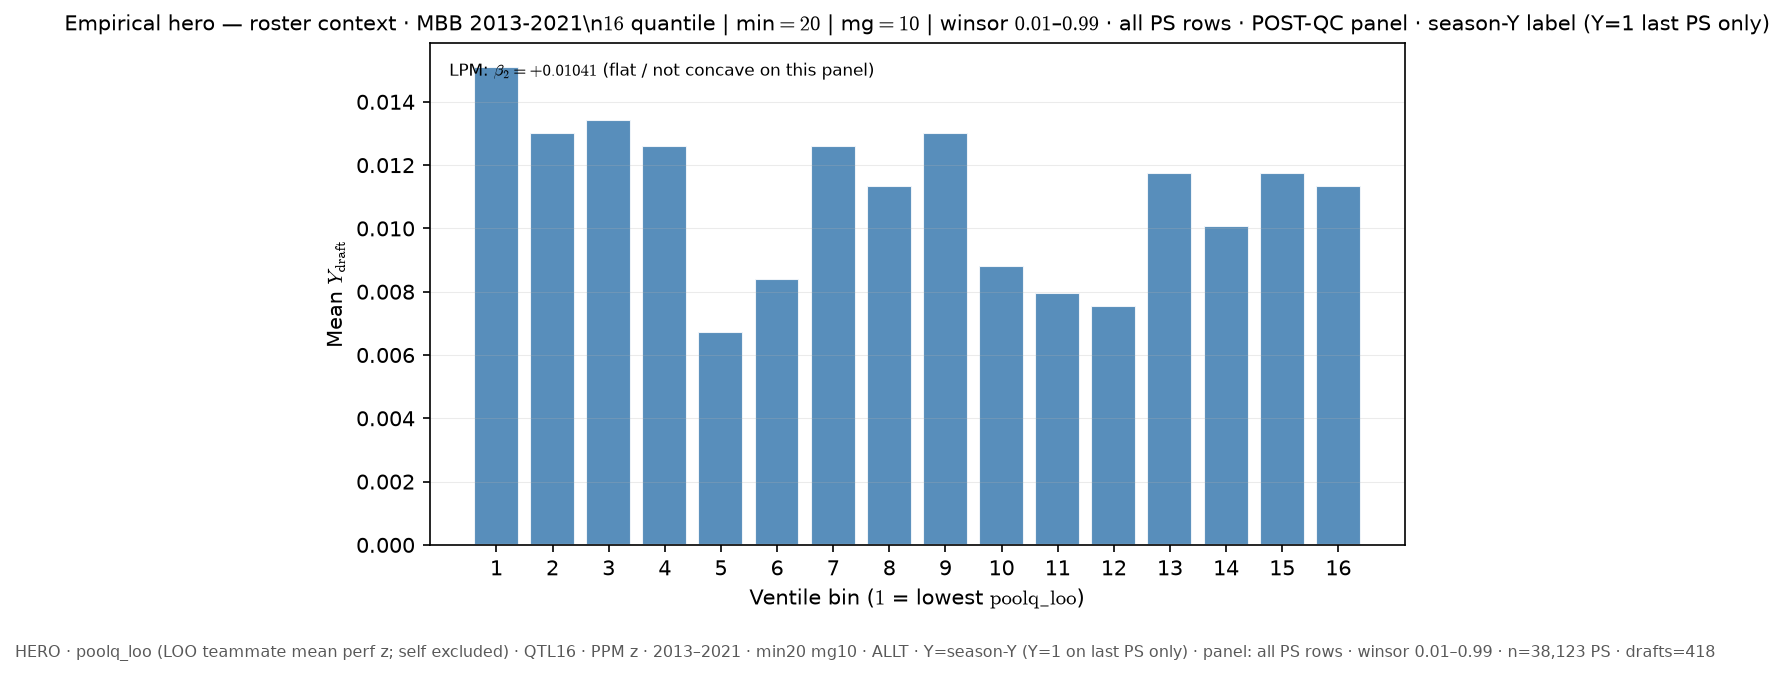 Empirical hero — roster context · MBB 2013-2021\n16 quantile | min = 20 | mg = 10 | winsor 0.01–0.99 · all PS rows · POST-QC panel · season-Y label (Y=1 last PS only)
LPM: β₂ = +0.01041 (flat / not concave on this panel)
0.014
0.012
0.010
0.008
0.006
0.004
0.002
0.000
Mean Y_draft
1 2 3 4 5 6 7 8 9 10 11 12 13 14 15 16
Ventile bin (1 = lowest poolq_loo)
HERO · poolq_loo (LOO teammate mean perf z; self excluded) · QTL16 · PPM z · 2013–2021 · min20 mg10 · ALLT · Y=season-Y (Y=1 on last PS only) · panel: all PS rows · winsor 0.01–0.99 · n=38,123 PS · drafts=418